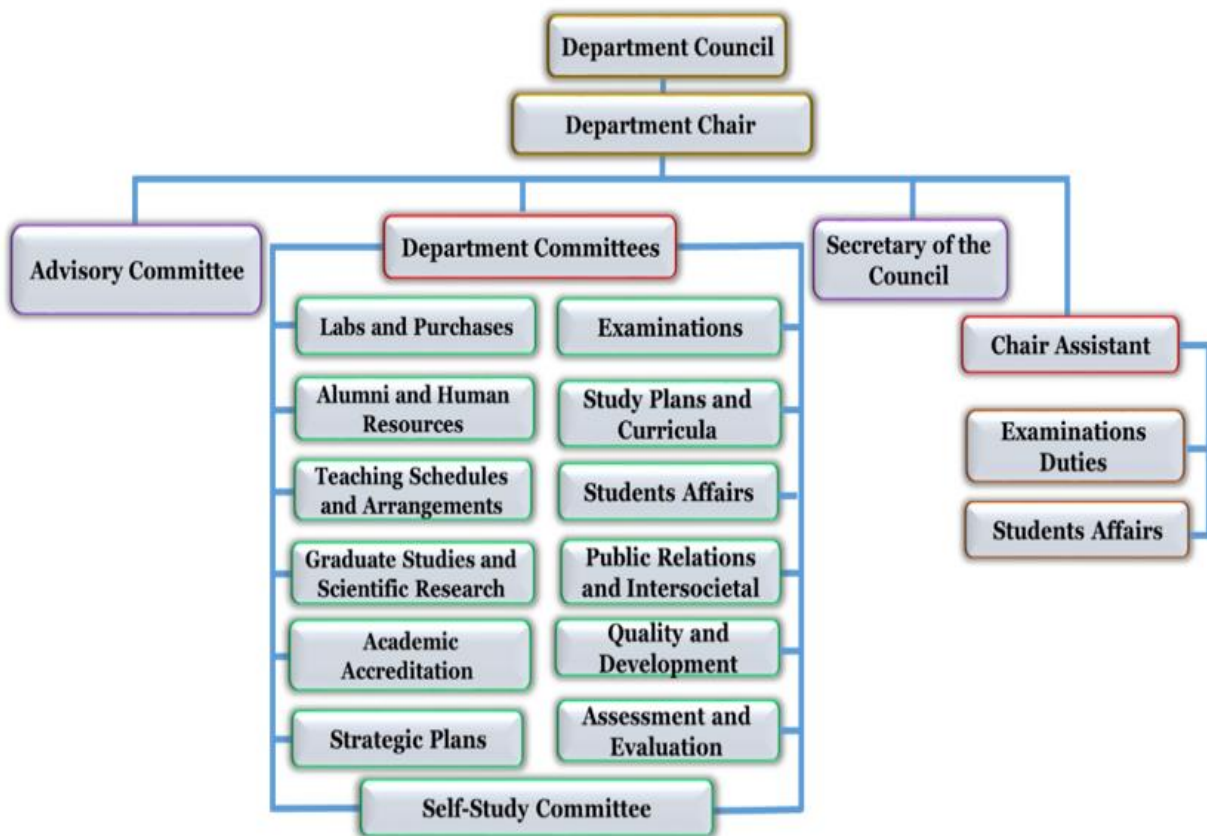 Department Council
Department Chair
Advisory Committee
Department Committees
Secretary of the
Council
Chair Assistant
Labs and Purchases
Examinations
Alumni and Human
Resources
Study Plans and
Curricula
Teaching Schedules
and Arrangements
Students Affairs
Graduate Studies and
Scientific Research
Public Relations
and Intersocietal
Academic
Accreditation
Quality and
Development
Strategic Plans
Assessment and
Evaluation
Self-Study Committee
Examinations
Duties
Students Affairs